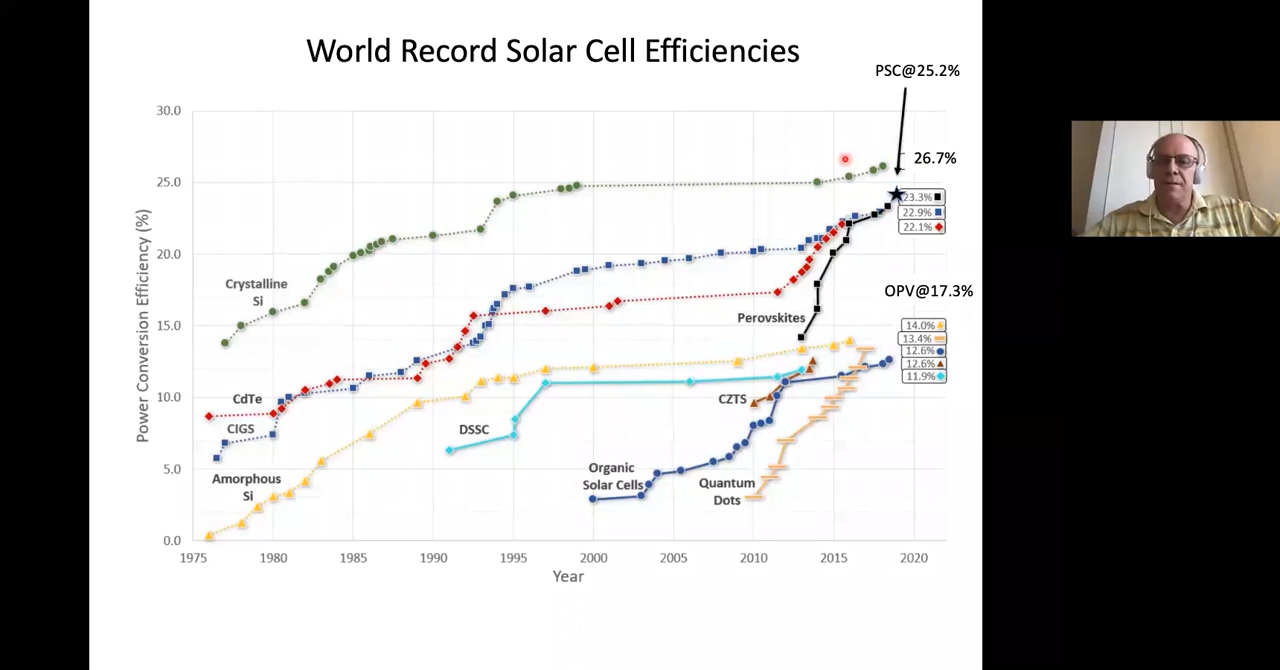 World Record Solar Cell Efficiencies
PSC@25.2%
30.0
26.7%
25.0
23.3%
22.9%
22.1%
20.0
Crystalline
Si
OPV@17.3%
Perovskites
15.0
14.0%
13.4%
12.6%
12.6%
11.9%
CdTe
CZTS
10.0
CIGS
DSSC
Organic
Solar Cells
Amorphous
Si
Quantum
Dots
5.0
0.0
Power Conversion Efficiency (%)
1975 1980 1985 1990 1995 2000 2005 2010 2015 2020
Year